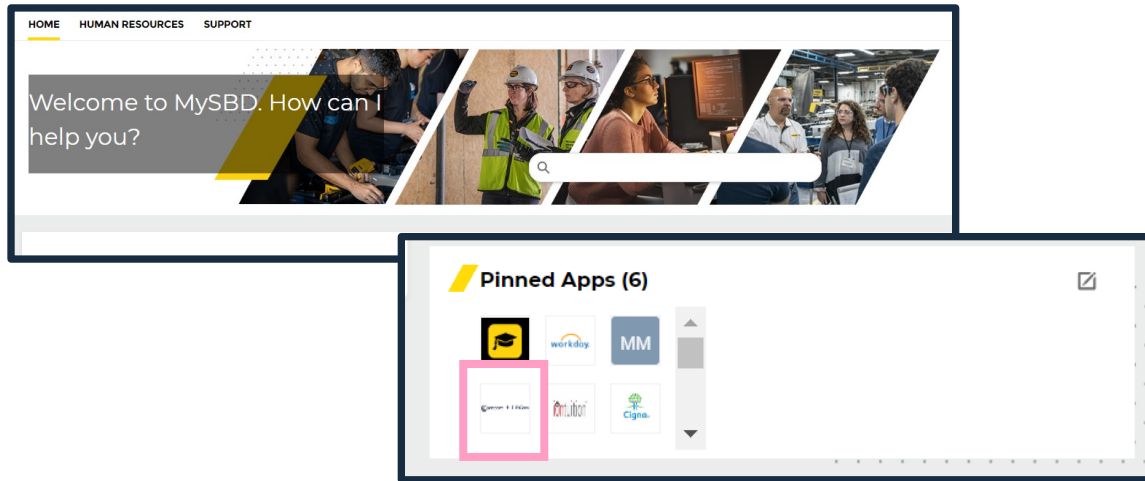 HOME HUMAN RESOURCES SUPPORT
Welcome to MySBD. How can I
help you?
Pinned Apps (6)
workday
MM
Cigna